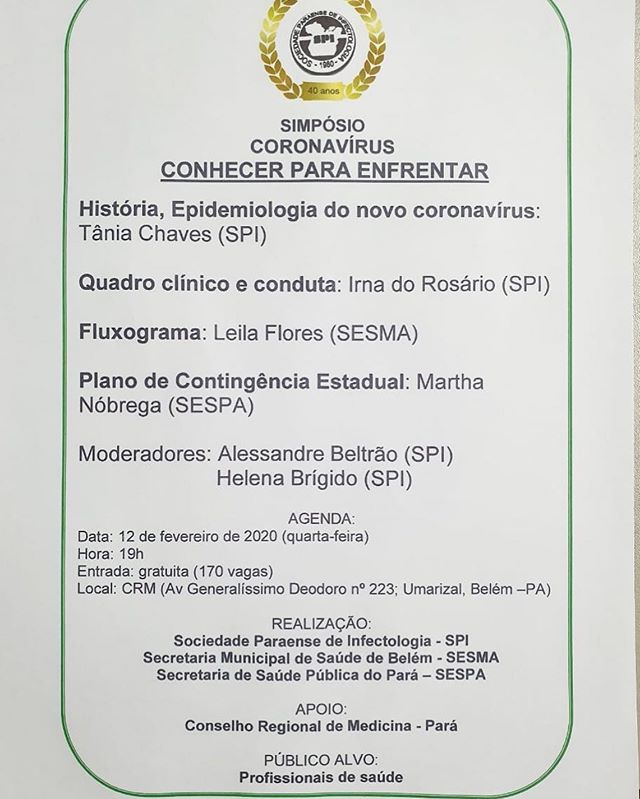 SOCIEDADE PARAENSE DE INFECTOLOGIA
SPI
- 1980 -
40 anos
SIMPÓSIO
CORONAVÍRUS
CONHECER PARA ENFRENTAR
História, Epidemiologia do novo coronavírus:
Tânia Chaves (SPI)
Quadro clínico e conduta: Irna do Rosário (SPI)
Fluxograma: Leila Flores (SESMA)
Plano de Contingência Estadual: Martha
Nóbrega (SESPA)
Moderadores: Alessandre Beltrão (SPI)
Helena Brígido (SPI)
AGENDA:
Data: 12 de fevereiro de 2020 (quarta-feira)
Hora: 19h
Entrada: gratuita (170 vagas)
Local: CRM (Av Generalíssimo Deodoro nº 223; Umarizal, Belém –PA)
REALIZAÇÃO:
Sociedade Paraense de Infectologia - SPI
Secretaria Municipal de Saúde de Belém - SESMA
Secretaria de Saúde Pública do Pará – SESPA
APOIO:
Conselho Regional de Medicina - Pará
PÚBLICO ALVO:
Profissionais de saúde